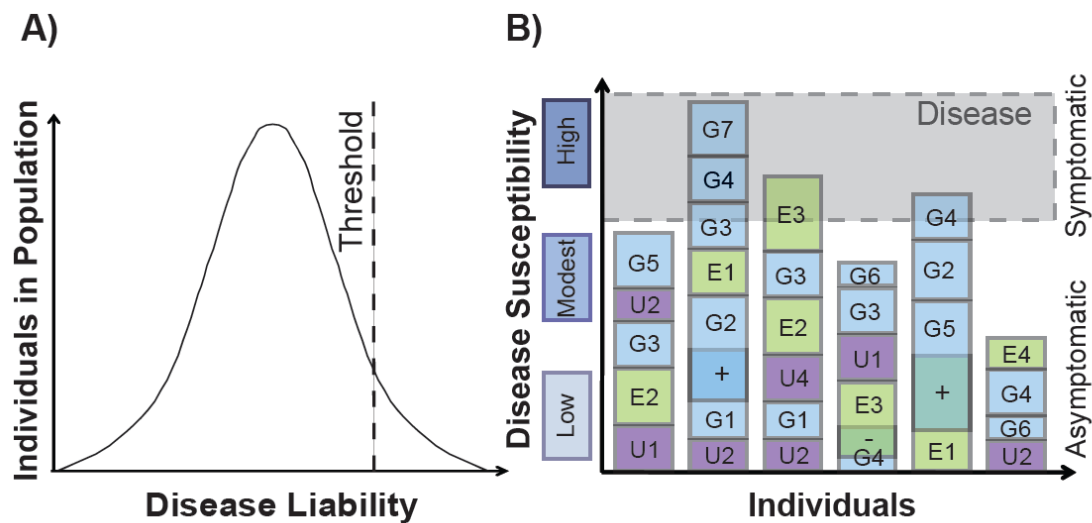 A)
Individuals in Population
Threshold
Disease Liability
B)
Disease Susceptibility
High
Modest
Low
Disease
Symptomatic
Asymptomatic
G5
U2
G3
E2
U1
G7
G4
G3
E1
G2
+
G1
U2
E3
G3
E2
U4
G1
U2
G6
G3
U1
E3
-
G4
G4
G2
G5
+
E1
E4
G4
G6
U2
Individuals